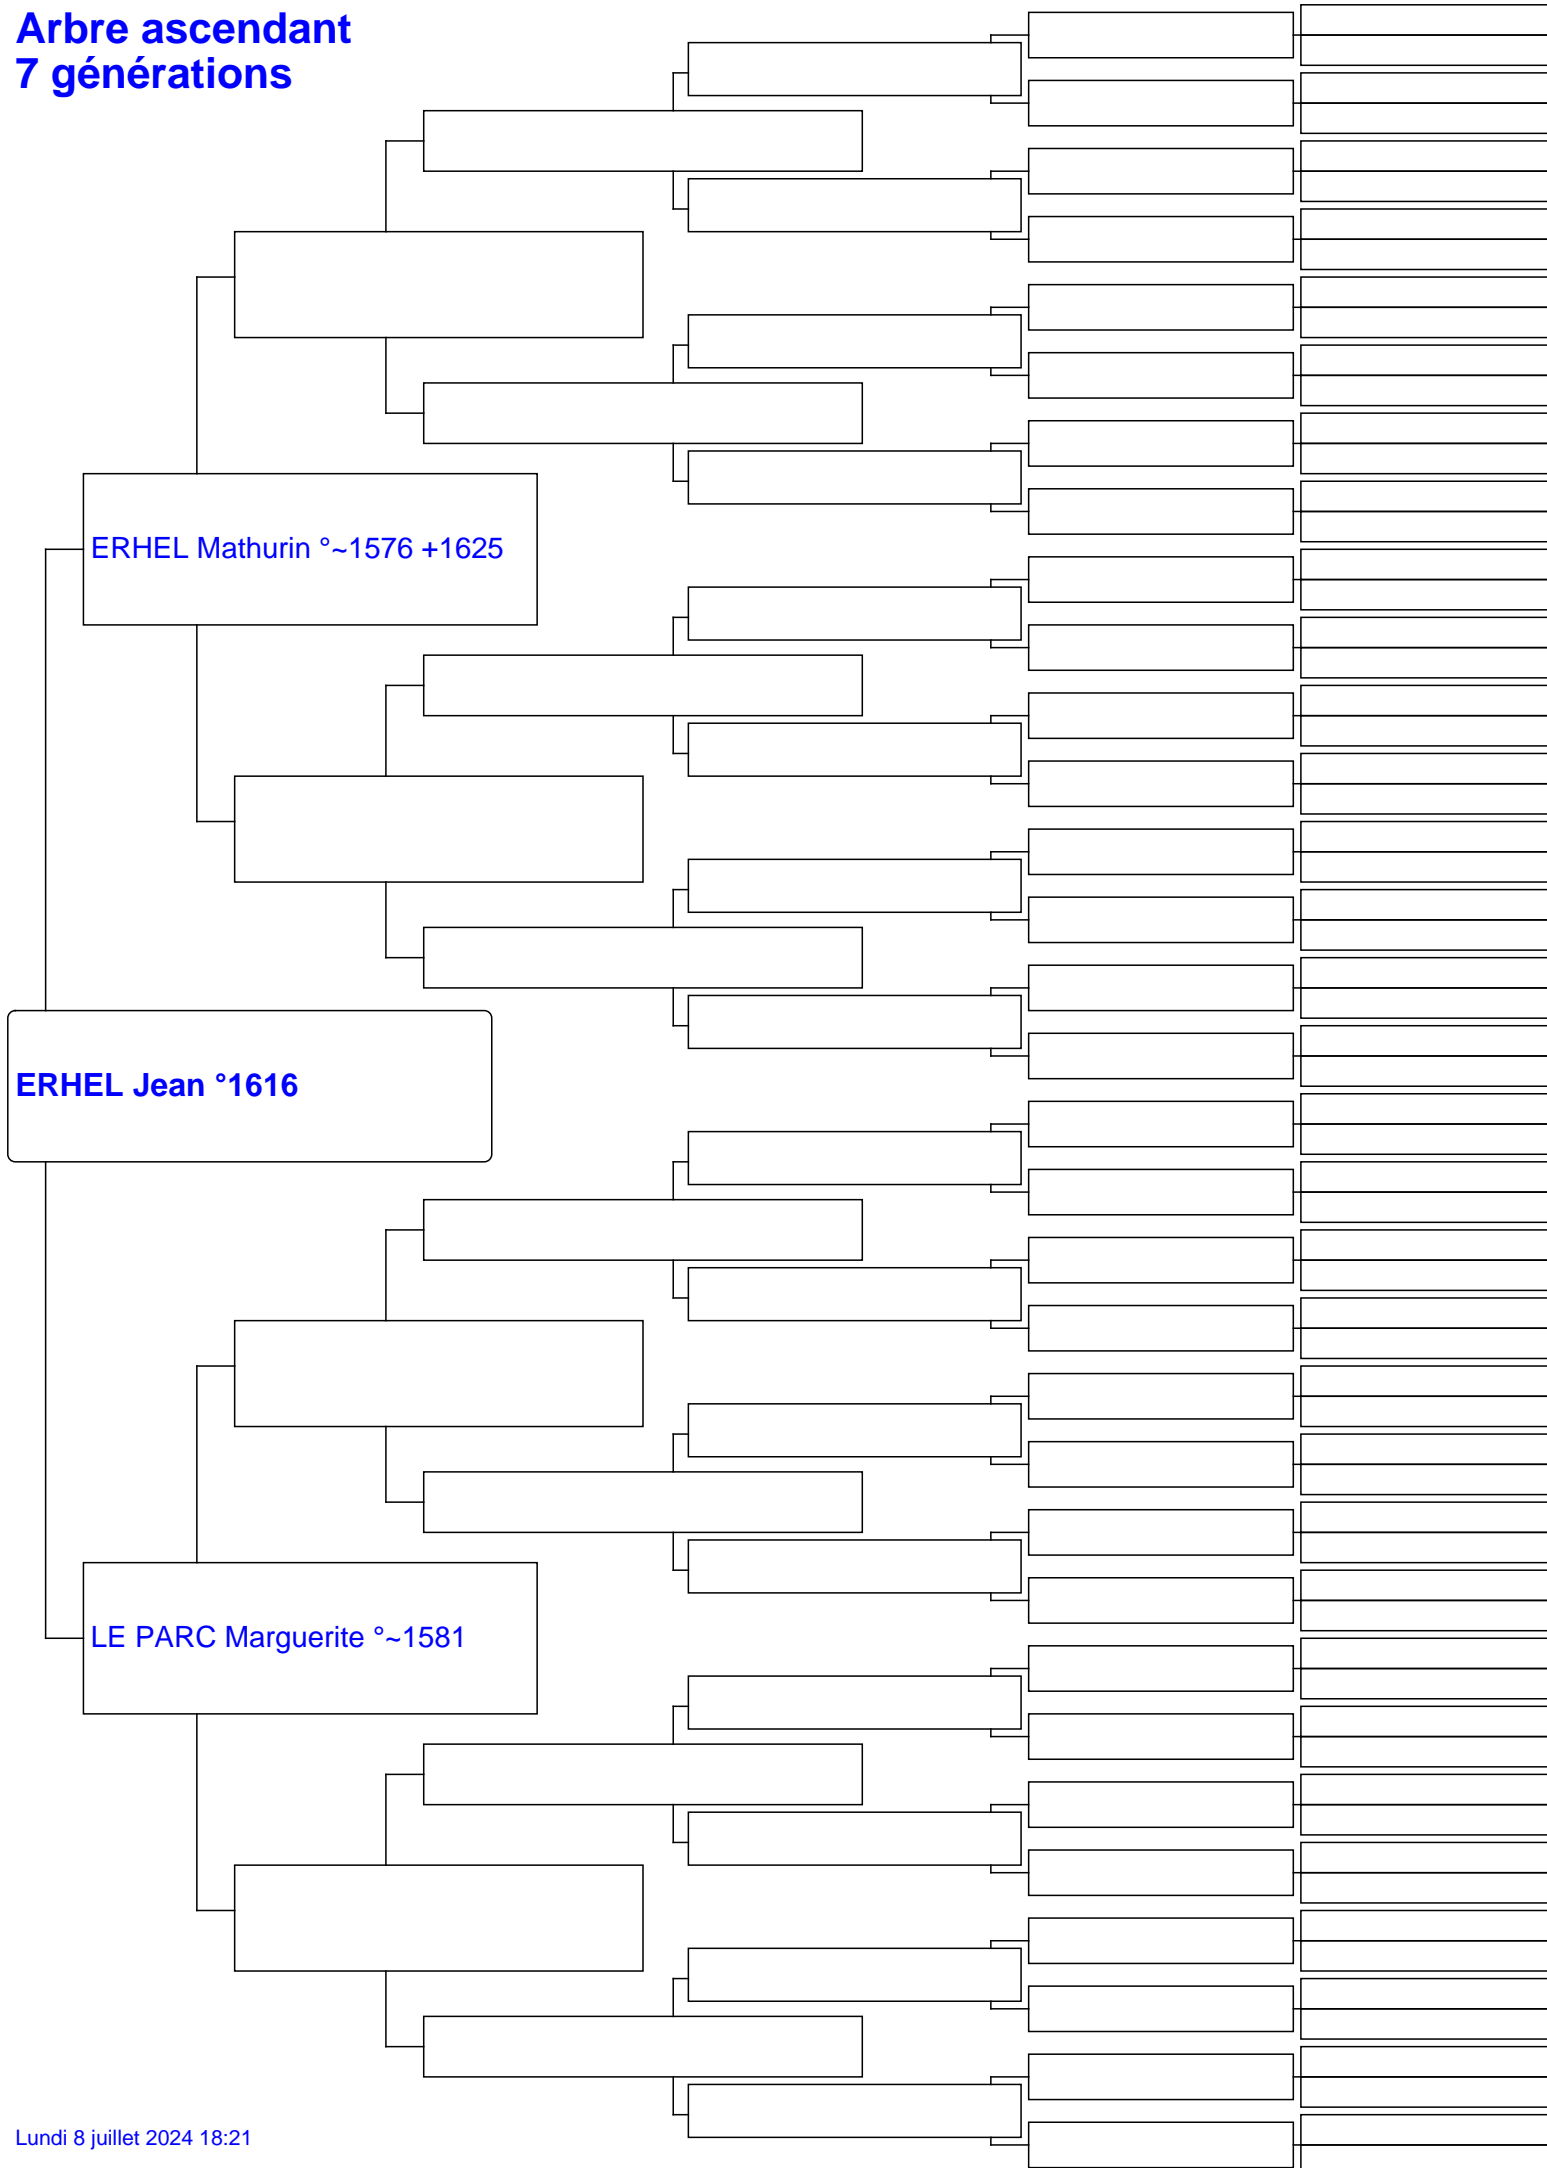 Arbre ascendant
7 générations
ERHEL Mathurin °~1576 +1625
ERHEL Jean °1616
LE PARC Marguerite °~1581
Lundi 8 juillet 2024 18:21